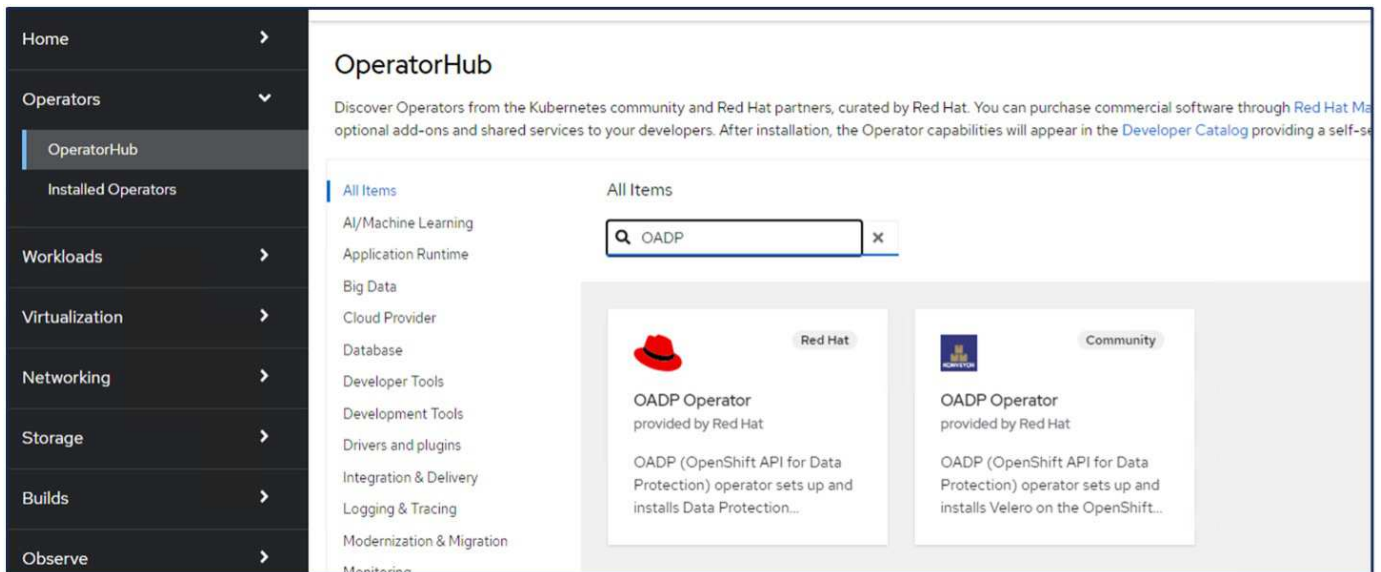 Home
Operators
OperatorHub
Installed Operators
Workloads
Virtualization
Networking
Storage
Builds
Observe
OperatorHub
Discover Operators from the Kubernetes community and Red Hat partners, curated by Red Hat. You can purchase commercial software through Red Hat Ma
optional add-ons and shared services to your developers. After installation, the Operator capabilities will appear in the Developer Catalog providing a self-se
All Items
AI/Machine Learning
Application Runtime
Big Data
Cloud Provider
Database
Developer Tools
Development Tools
Drivers and plugins
Integration & Delivery
Logging & Tracing
Modernization & Migration
Monitoring
All Items
OADP
Red Hat
OADP Operator
provided by Red Hat
OADP (OpenShift API for Data
Protection) operator sets up and
installs Data Protection...
Community
KONVEYOR
OADP Operator
provided by Red Hat
OADP (OpenShift API for Data
Protection) operator sets up and
installs Velero on the OpenShift...